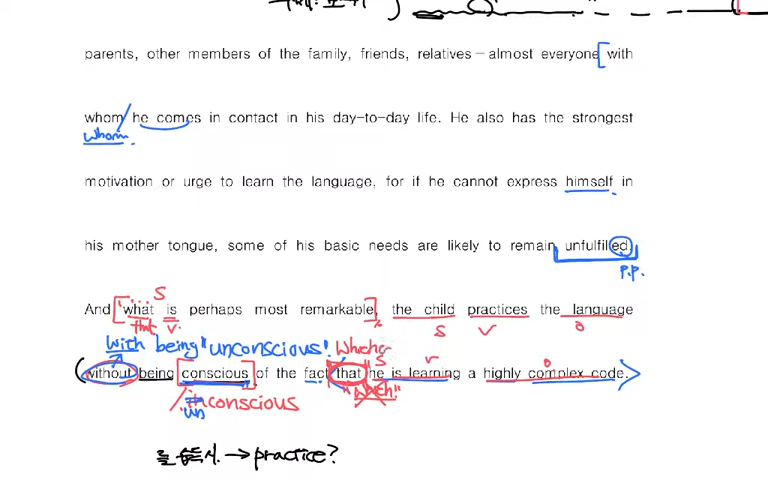 parents, other members of the family, friends, relatives – almost everyone [with
whom he comes in contact in his day-to-day life. He also has the strongest
whom.
motivation or urge to learn the language, for if he cannot express himself in
his mother tongue, some of his basic needs are likely to remain unfulfilled.
P.P.
S
And [what is perhaps most remarkable], the child practices the language
that v. S V o
With being "unconscious". Which
S v o
(without being [conscious] of the fact that he is learning a highly complex code.>
unconscious "which"
→ practice?